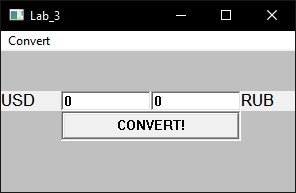 Lab_3
Convert
USD 0 0 RUB
CONVERT!